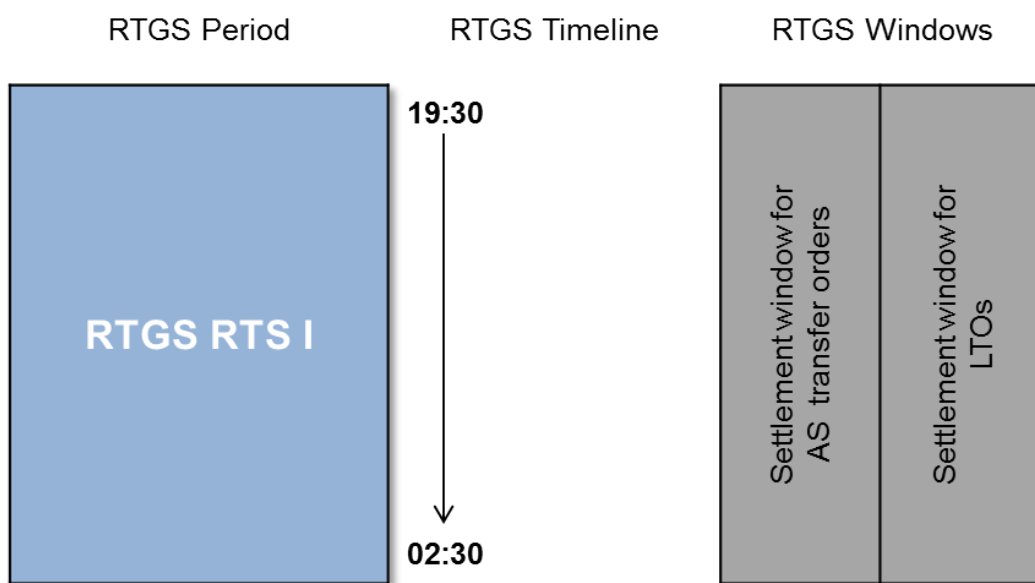 RTGS Period
RTGS Timeline
RTGS Windows
19:30
RTGS RTS I
02:30
Settlement window for
AS transfer orders
Settlement window for
LTOs